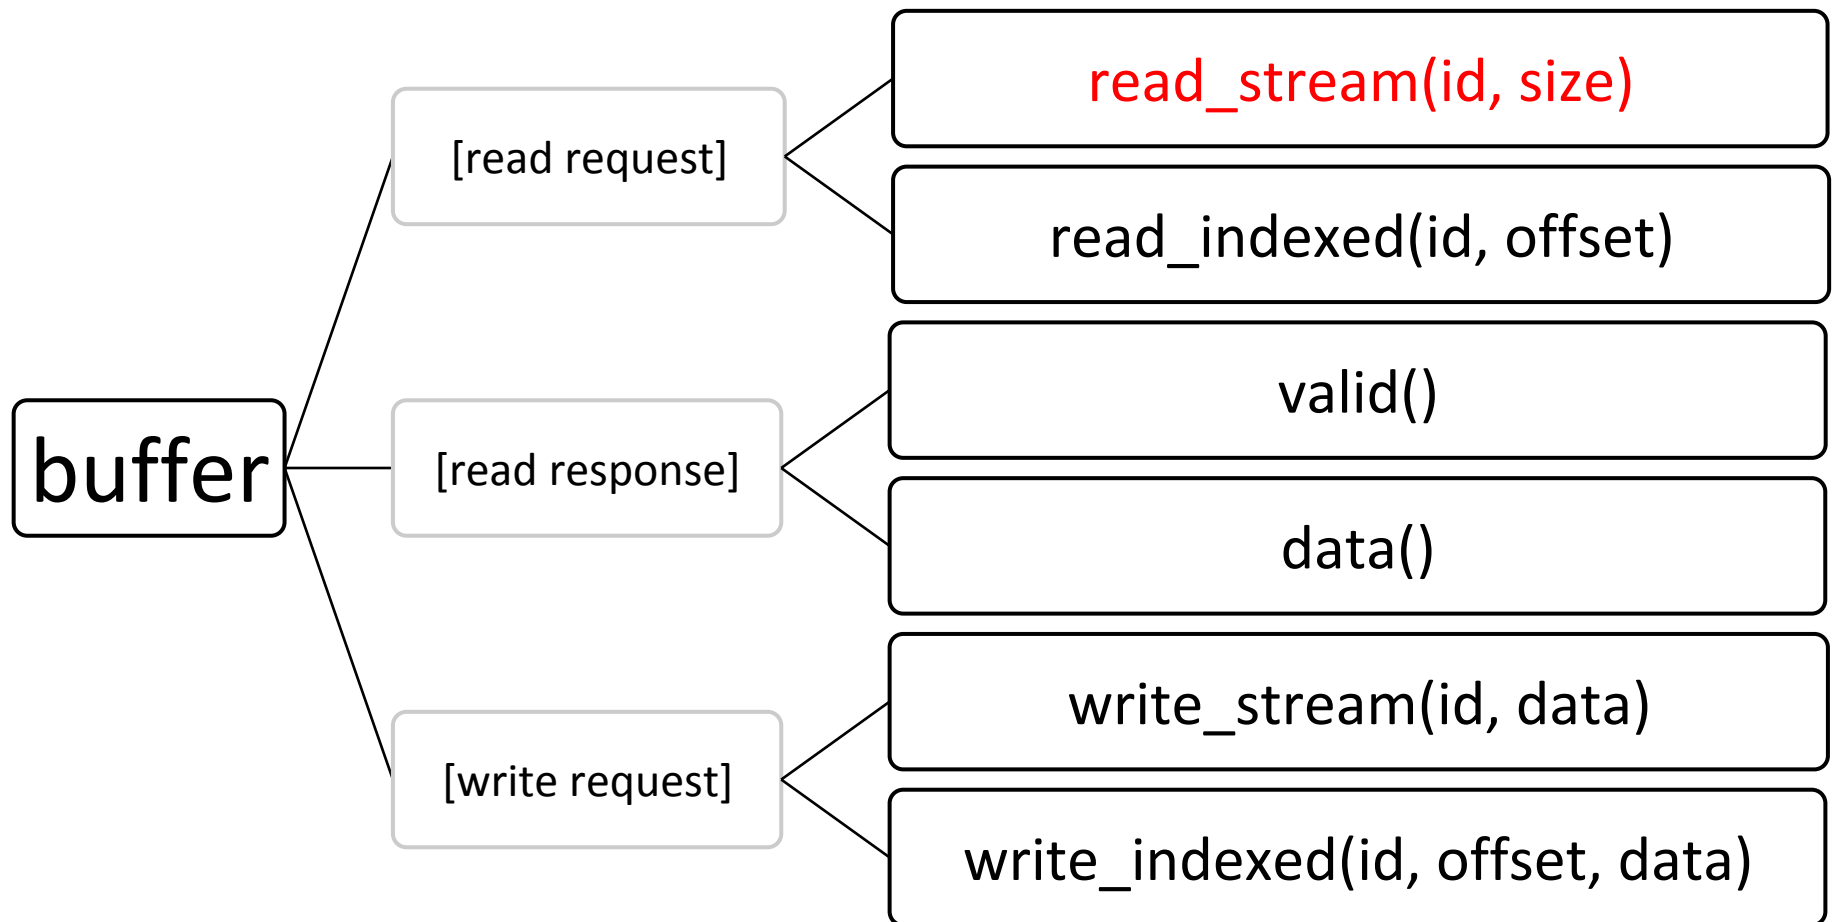 buffer
[read request]
read_stream(id, size)
read_indexed(id, offset)
[read response]
valid()
data()
[write request]
write_stream(id, data)
write_indexed(id, offset, data)